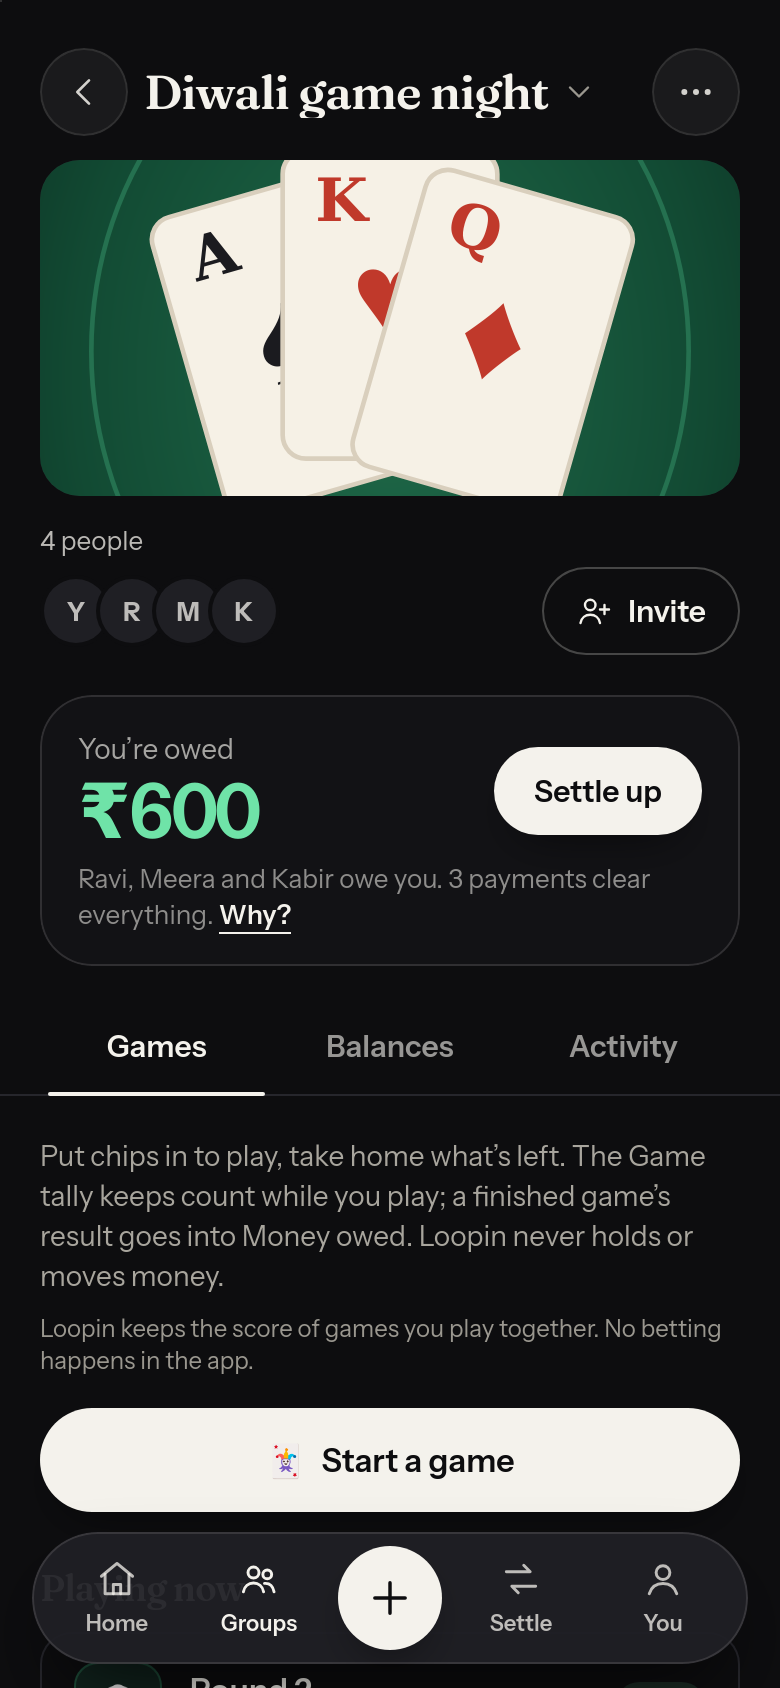 Diwali game night
A
K
Q
4 people
Y R M K
Invite
You're owed
₹600
Settle up
Ravi, Meera and Kabir owe you. 3 payments clear
everything. Why?
Games Balances Activity
Put chips in to play, take home what's left. The Game
tally keeps count while you play; a finished game's
result goes into Money owed. Loopin never holds or
moves money.
Loopin keeps the score of games you play together. No betting
happens in the app.
Start a game
Playing now
Home Groups Settle You
Round 2